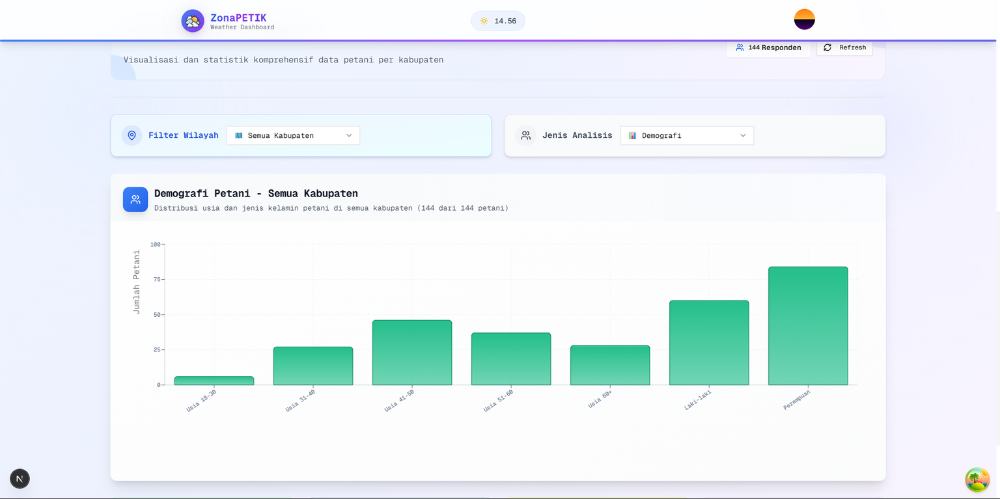 ZonaPETIK
Weather Dashboard
14.56
144 Responden
Refresh
Visualisasi dan statistik komprehensif data petani per kabupaten
Filter Wilayah
Semua Kabupaten
Jenis Analisis
Demografi
Demografi Petani - Semua Kabupaten
Distribusi usia dan jenis kelamin petani di semua kabupaten (144 dari 144 petani)
Jumlah Petani
100
75
50
25
0
Usia 18-30
Usia 31-40
Usia 41-50
Usia 51-60
Usia 60+
Laki-laki
Perempuan
N